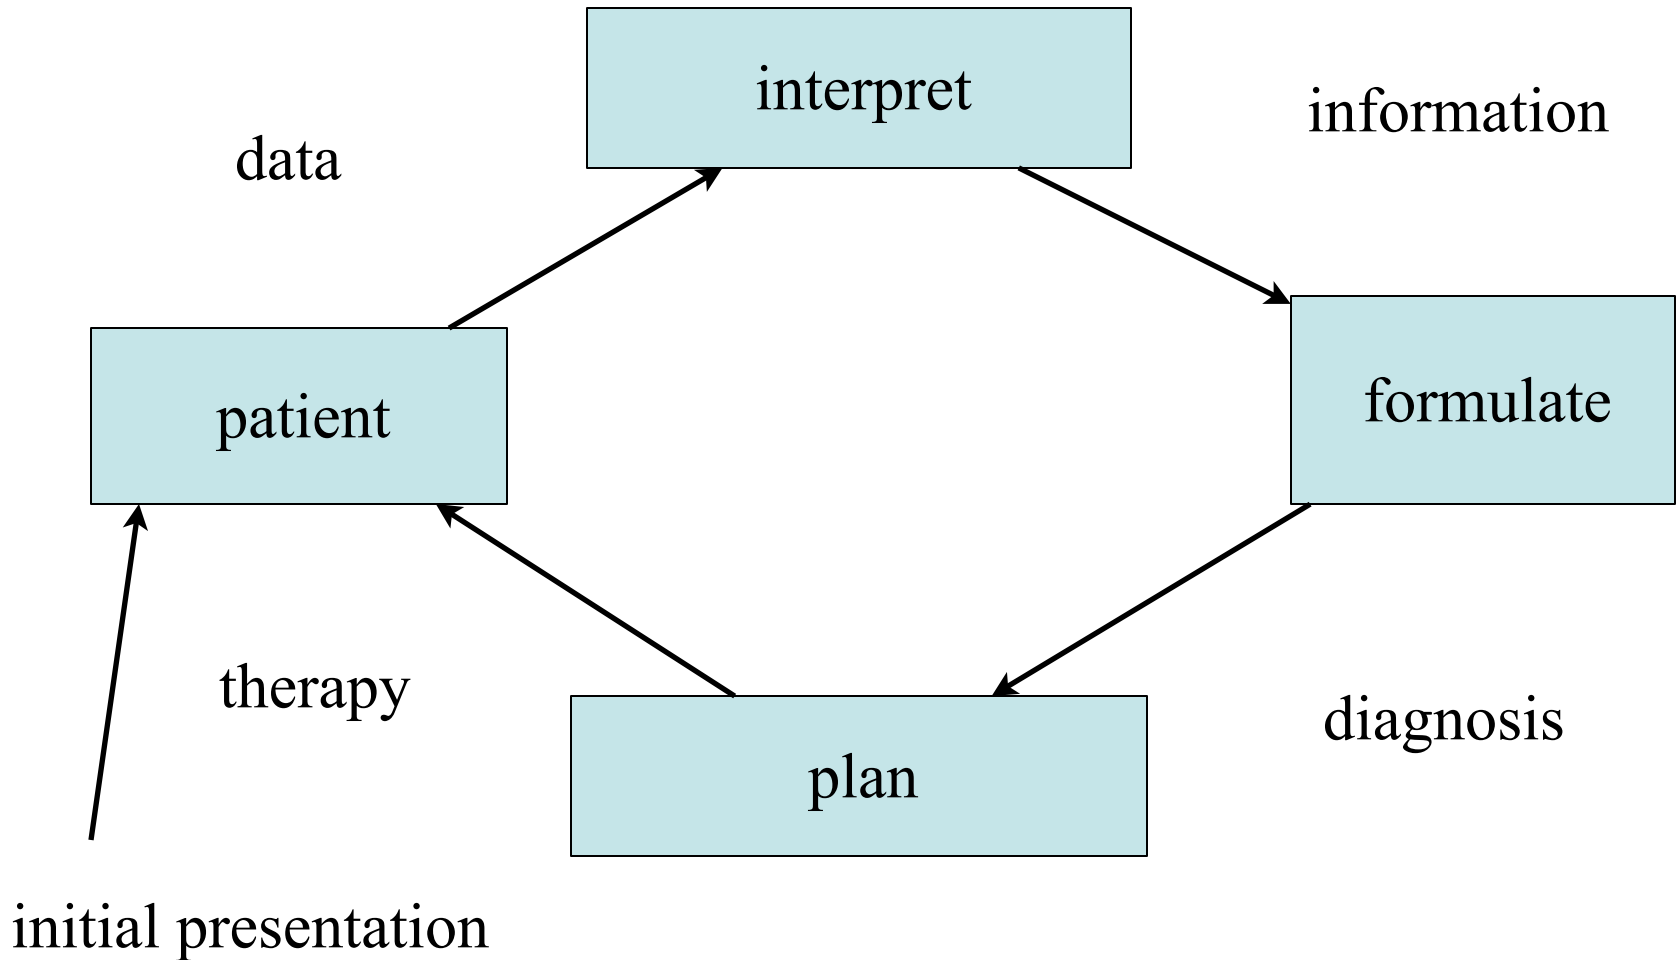 interpret
information
data
patient
formulate
therapy
diagnosis
plan
initial presentation